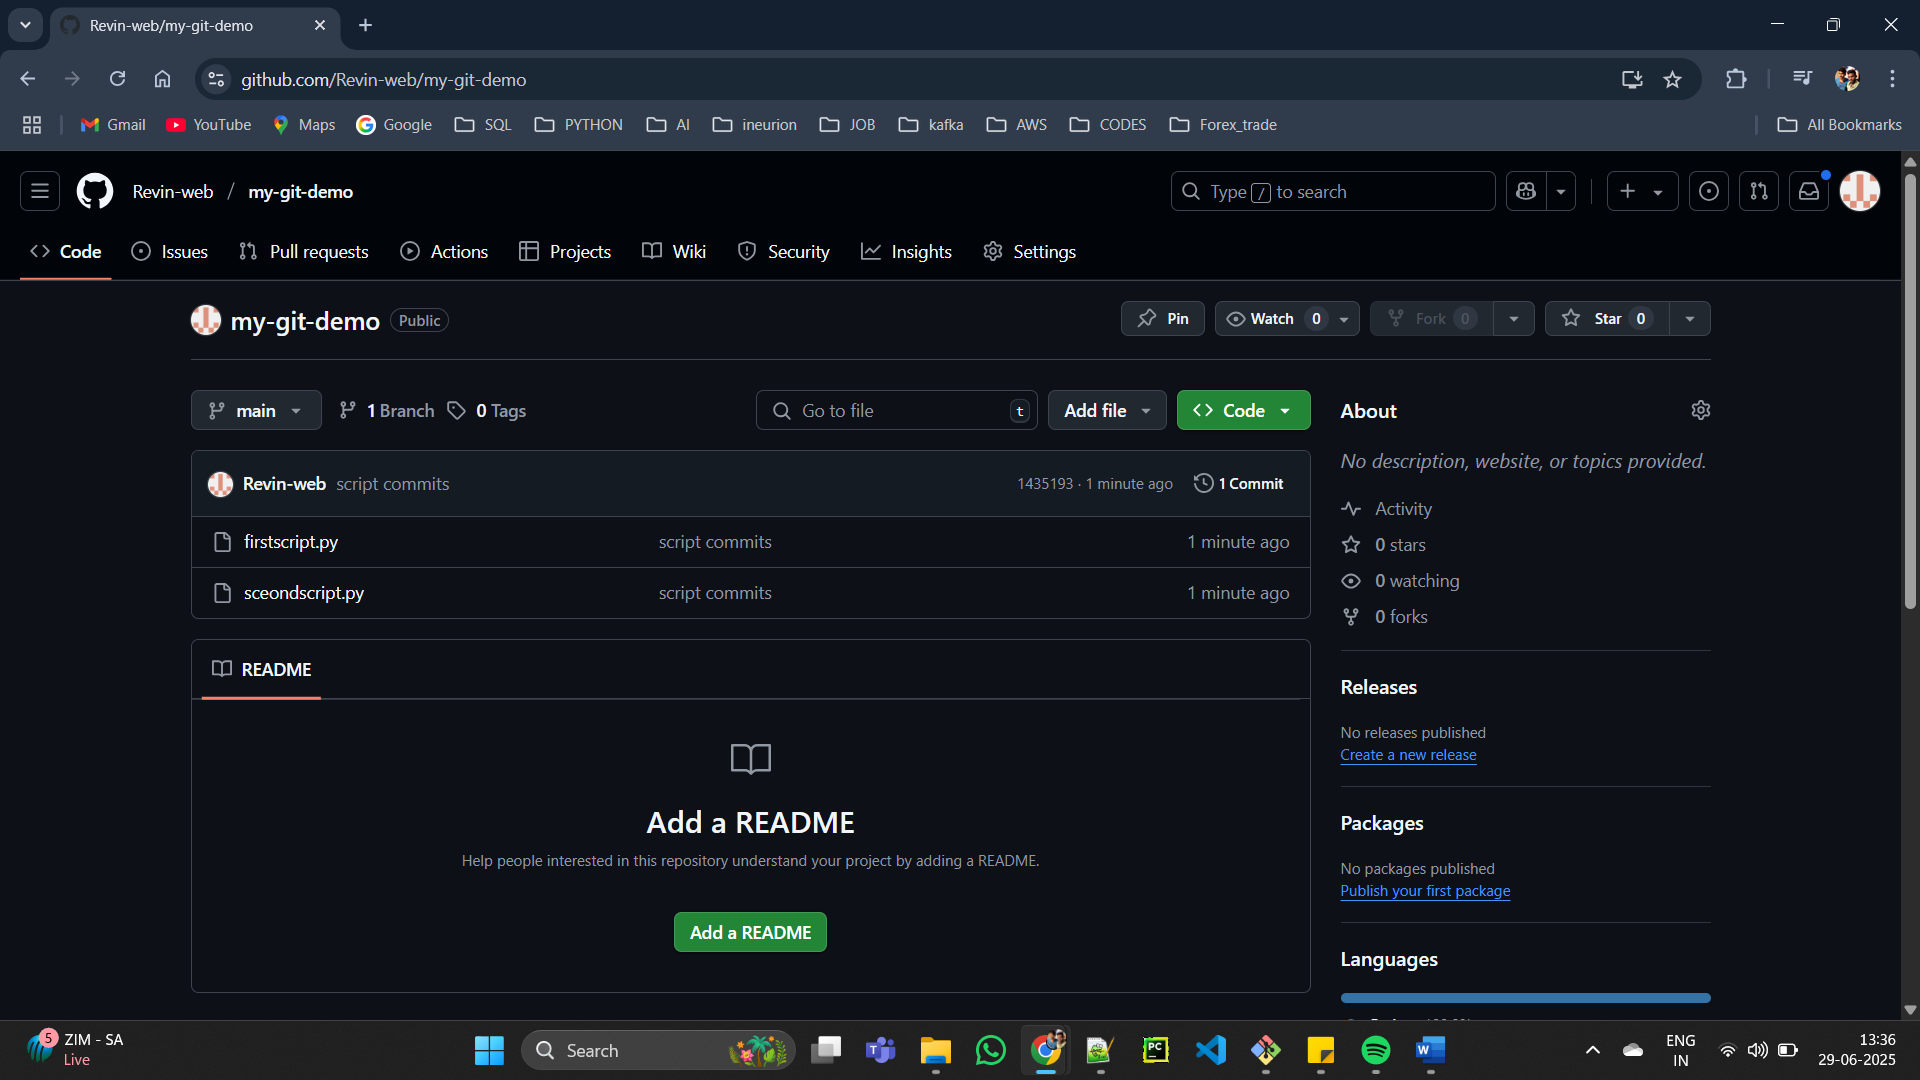 Revin-web/my-git-demo
github.com/Revin-web/my-git-demo
Gmail YouTube Maps Google SQL PYTHON AI ineurion JOB kafka AWS CODES Forex_trade All Bookmarks
Revin-web / my-git-demo Type / to search
Code Issues Pull requests Actions Projects Wiki Security Insights Settings
my-git-demo Public Pin Watch 0 Fork 0 Star 0
main 1 Branch 0 Tags Go to file t Add file Code
Revin-web script commits 1435193 · 1 minute ago 1 Commit
firstscript.py script commits 1 minute ago
sceondscript.py script commits 1 minute ago
README
Add a README
Help people interested in this repository understand your project by adding a README.
Add a README
About
No description, website, or topics provided.
Activity
0 stars
0 watching
0 forks
Releases
No releases published
Create a new release
Packages
No packages published
Publish your first package
Languages
5 ZIM - SA
Live
Search
ENG
IN
13:36
29-06-2025